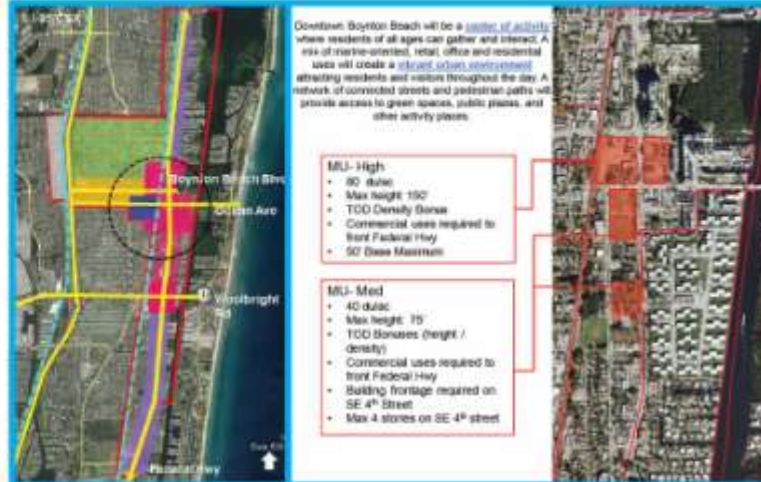 Boynton Beach Blvd
Ocean Ave
Woolbright
Rd
Federal Hwy
Downtown Boynton Beach will be a center of activity
where residents of all ages can gather and interact. A
mix of marine-oriented, retail, office and residential
uses will create a vibrant urban environment
attracting residents and visitors throughout the day. A
network of connected streets and pedestrian paths will
provide access to green spaces, public plazas, and
other activity places.
MU- High
• 80 du/ac
• Max height: 150'
• TOD Density Bonus
• Commercial uses required to
front Federal Hwy
• 50' Base Maximum
MU- Med
• 40 du/ac
• Max height: 75'
• TOD Bonuses (height /
density)
• Commercial uses required to
front Federal Hwy
• Building frontage required on
SE 4th Street
• Max 4 stories on SE 4th street